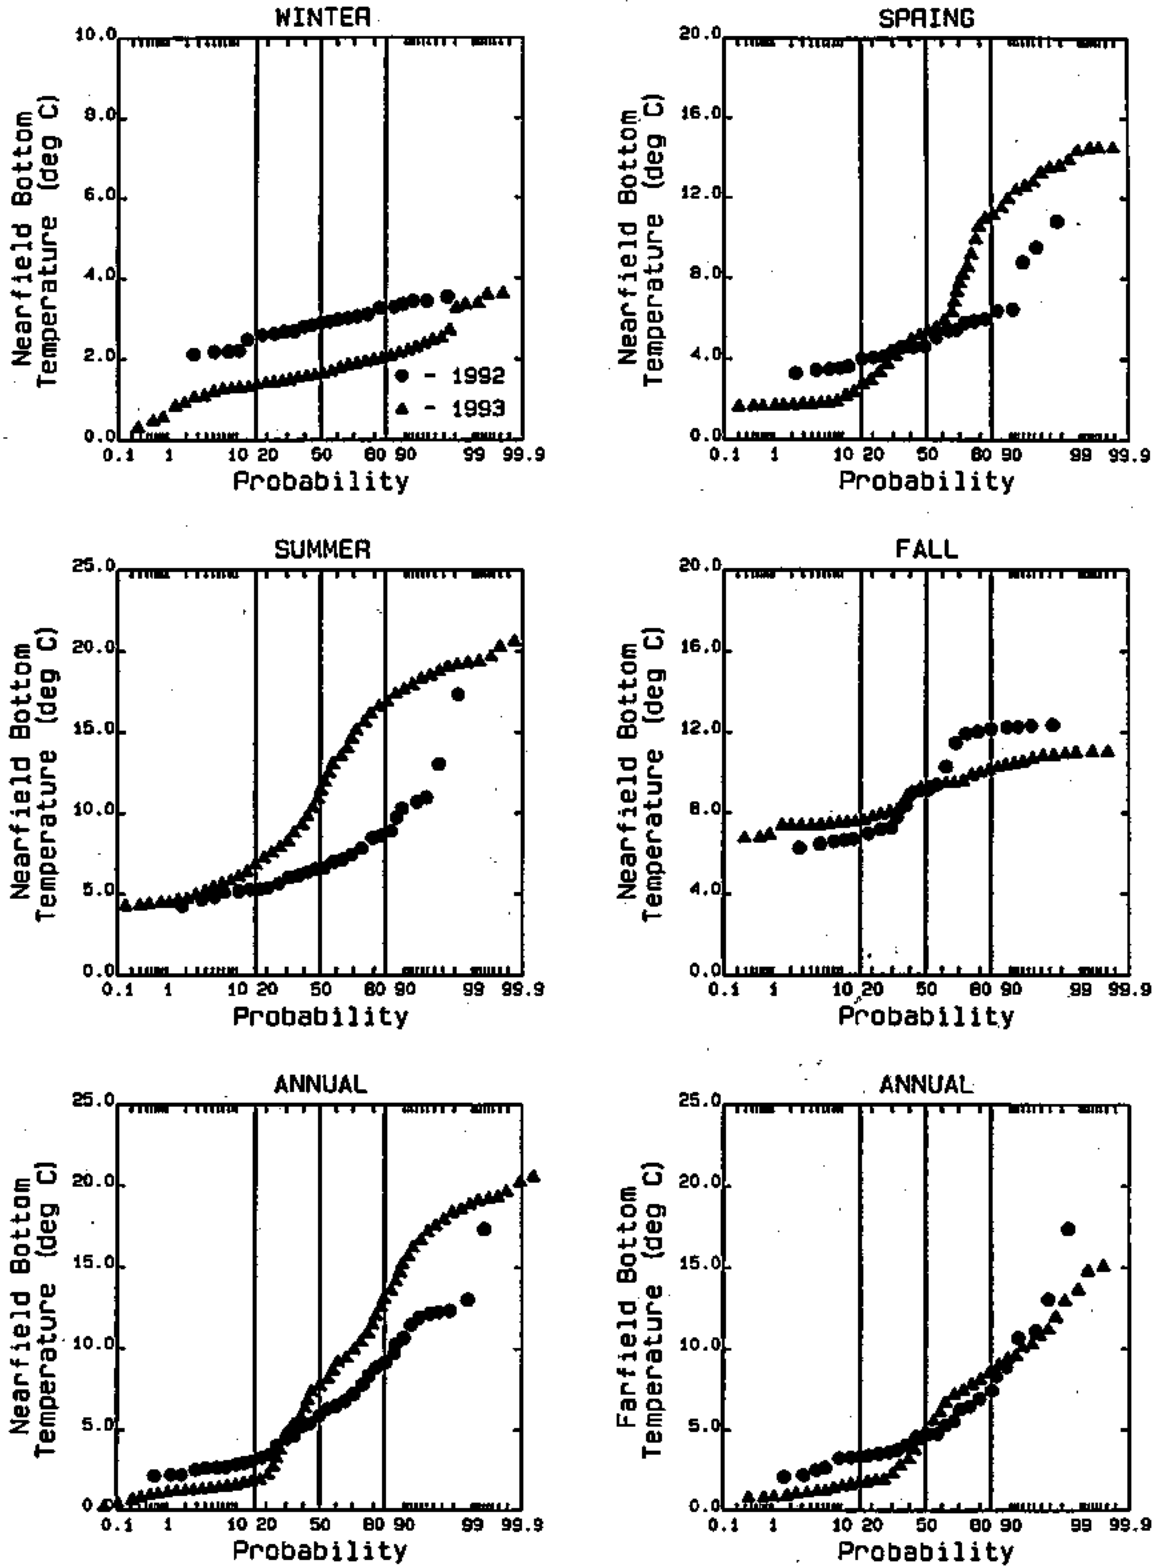 WINTER
10.0
8.0
6.0
4.0
2.0
0.0
Nearfield Bottom
Temperature (deg C)
● - 1992
▲ - 1993
0.1 1 10 20 50 80 90 99 99.9
Probability
SPRING
20.0
16.0
12.0
8.0
4.0
0.0
Nearfield Bottom
Temperature (deg C)
0.1 1 10 20 50 80 90 99 99.9
Probability
SUMMER
25.0
20.0
15.0
10.0
5.0
0.0
Nearfield Bottom
Temperature (deg C)
0.1 1 10 20 50 80 90 99 99.9
Probability
FALL
20.0
16.0
12.0
8.0
4.0
0.0
Nearfield Bottom
Temperature (deg C)
0.1 1 10 20 50 80 90 99 99.9
Probability
ANNUAL
25.0
20.0
15.0
10.0
5.0
0.0
Nearfield Bottom
Temperature (deg C)
0.1 1 10 20 50 80 90 99 99.9
Probability
ANNUAL
25.0
20.0
15.0
10.0
5.0
0.0
Farfield Bottom
Temperature (deg C)
0.1 1 10 20 50 80 90 99 99.9
Probability